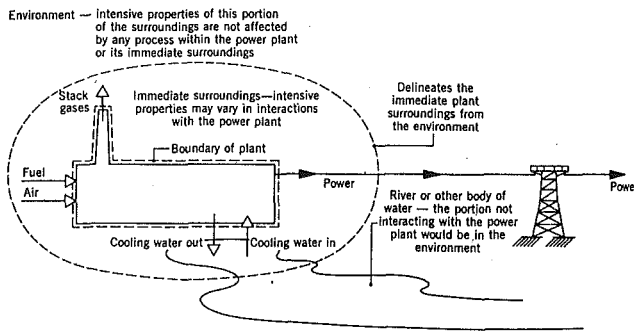 Environment — intensive properties of this portion
of the surroundings are not affected
by any process within the power plant
or its immediate surroundings
Stack
gases
Immediate surroundings—intensive
properties may vary in interactions
with the power plant
Delineates the
immediate plant
surroundings from
the environment
Boundary of plant
Fuel
Air
Power
Powe
River or other body of
water — the portion not
interacting with the power
plant would be in the
environment
Cooling water out
Cooling water in